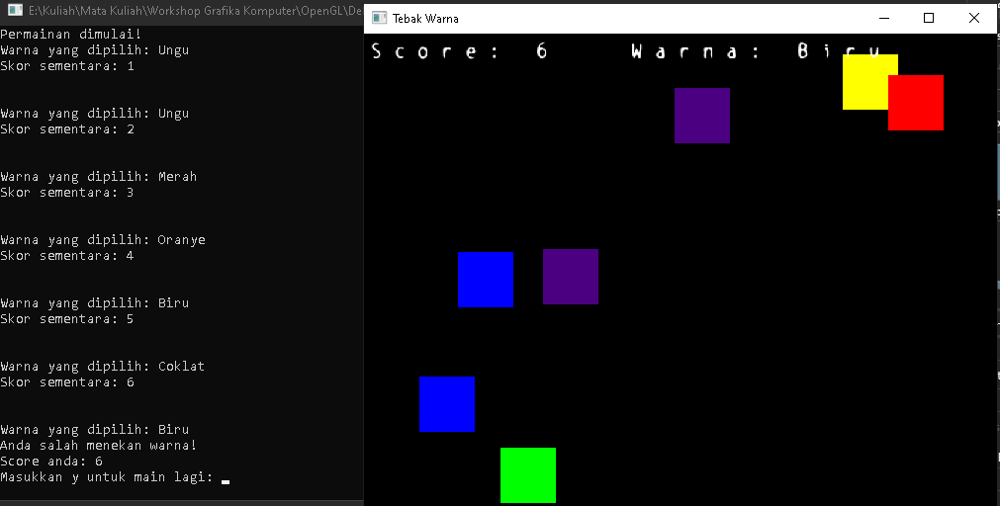 E:\Kuliah\Mata Kuliah\Workshop Grafika Komputer\OpenGL\De
Permainan dimulai!
Warna yang dipilih: Ungu
Skor sementara: 1
Warna yang dipilih: Ungu
Skor sementara: 2
Warna yang dipilih: Merah
Skor sementara: 3
Warna yang dipilih: Oranye
Skor sementara: 4
Warna yang dipilih: Biru
Skor sementara: 5
Warna yang dipilih: Coklat
Skor sementara: 6
Warna yang dipilih: Biru
Anda salah menekan warna!
Score anda: 6
Masukkan y untuk main lagi:
Tebak Warna
Score: 6 Warna: Biru